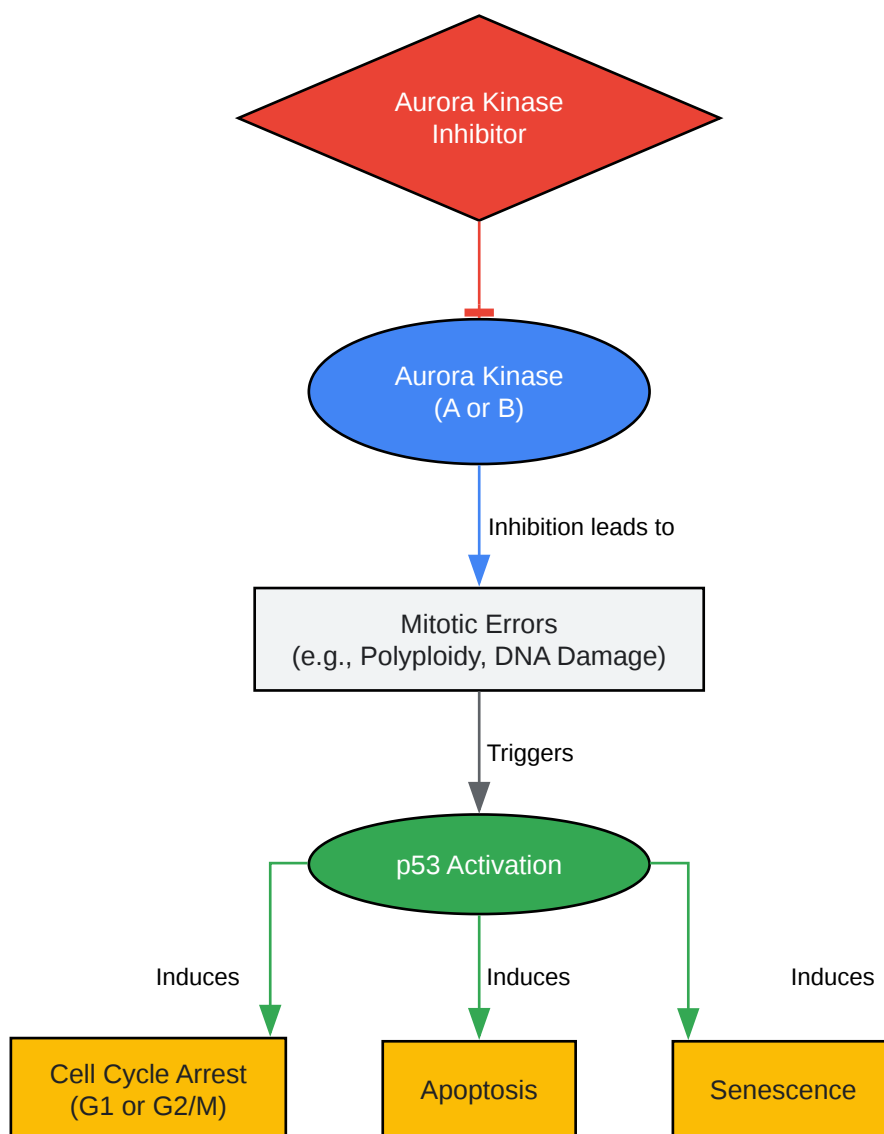 Aurora Kinase
Inhibitor
Aurora Kinase
(A or B)
Inhibition leads to
Mitotic Errors
(e.g., Polyploidy, DNA Damage)
Triggers
p53 Activation
Induces
Induces
Induces
Cell Cycle Arrest
(G1 or G2/M)
Apoptosis
Senescence